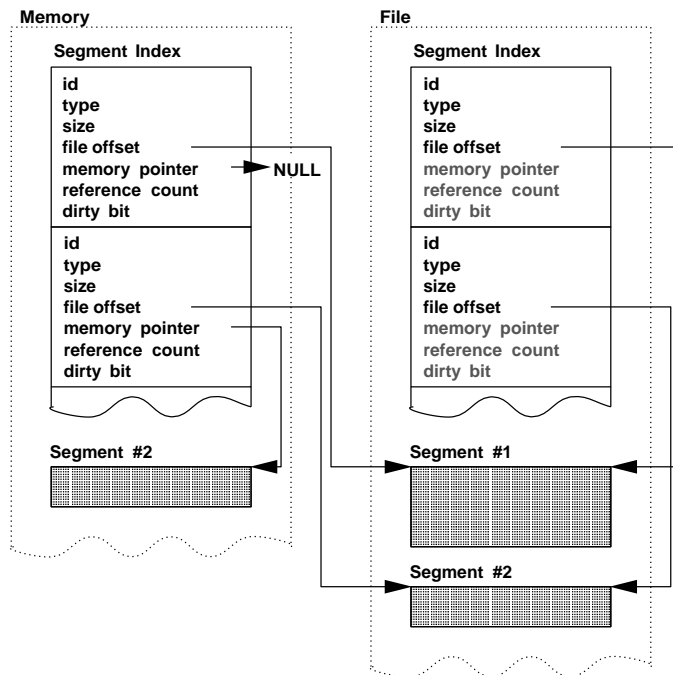 Memory
Segment Index
id
type
size
file offset
memory pointer
NULL
reference count
dirty bit
id
type
size
file offset
memory pointer
reference count
dirty bit
Segment #2
File
Segment Index
id
type
size
file offset
memory pointer
reference count
dirty bit
id
type
size
file offset
memory pointer
reference count
dirty bit
Segment #1
Segment #2